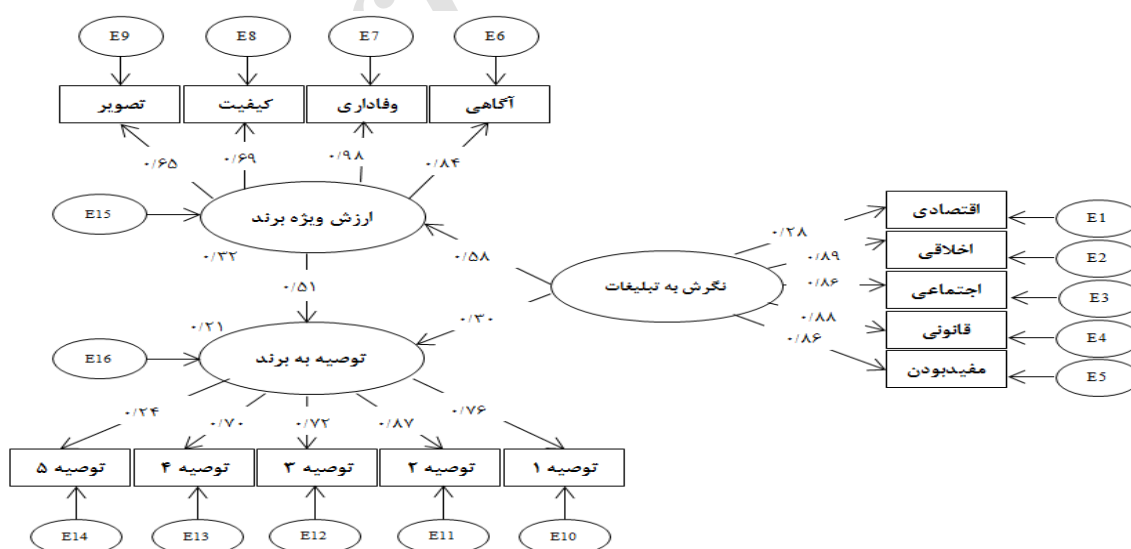 E9 E8 E7 E6
تصویر کیفیت وفاداری آگاهی
۰/۶۵ ۰/۶۹ ۰/۹۸ ۰/۸۴
E15 ارزش ویژه برند
۰/۳۲ ۰/۵۸
۰/۵۱
۰/۲۱ ۰/۳۰
E16 توصیه به برند
۰/۲۴ ۰/۷۰ ۰/۷۲ ۰/۸۷ ۰/۷۶
توصیه ۵ توصیه ۴ توصیه ۳ توصیه ۲ توصیه ۱
E14 E13 E12 E11 E10
نگرش به تبلیغات
۰/۲۸ اقتصادی E1
۰/۸۹ اخلاقی E2
۰/۸۶ اجتماعی E3
۰/۸۸ قانونی E4
۰/۸۶ مفیدبودن E5